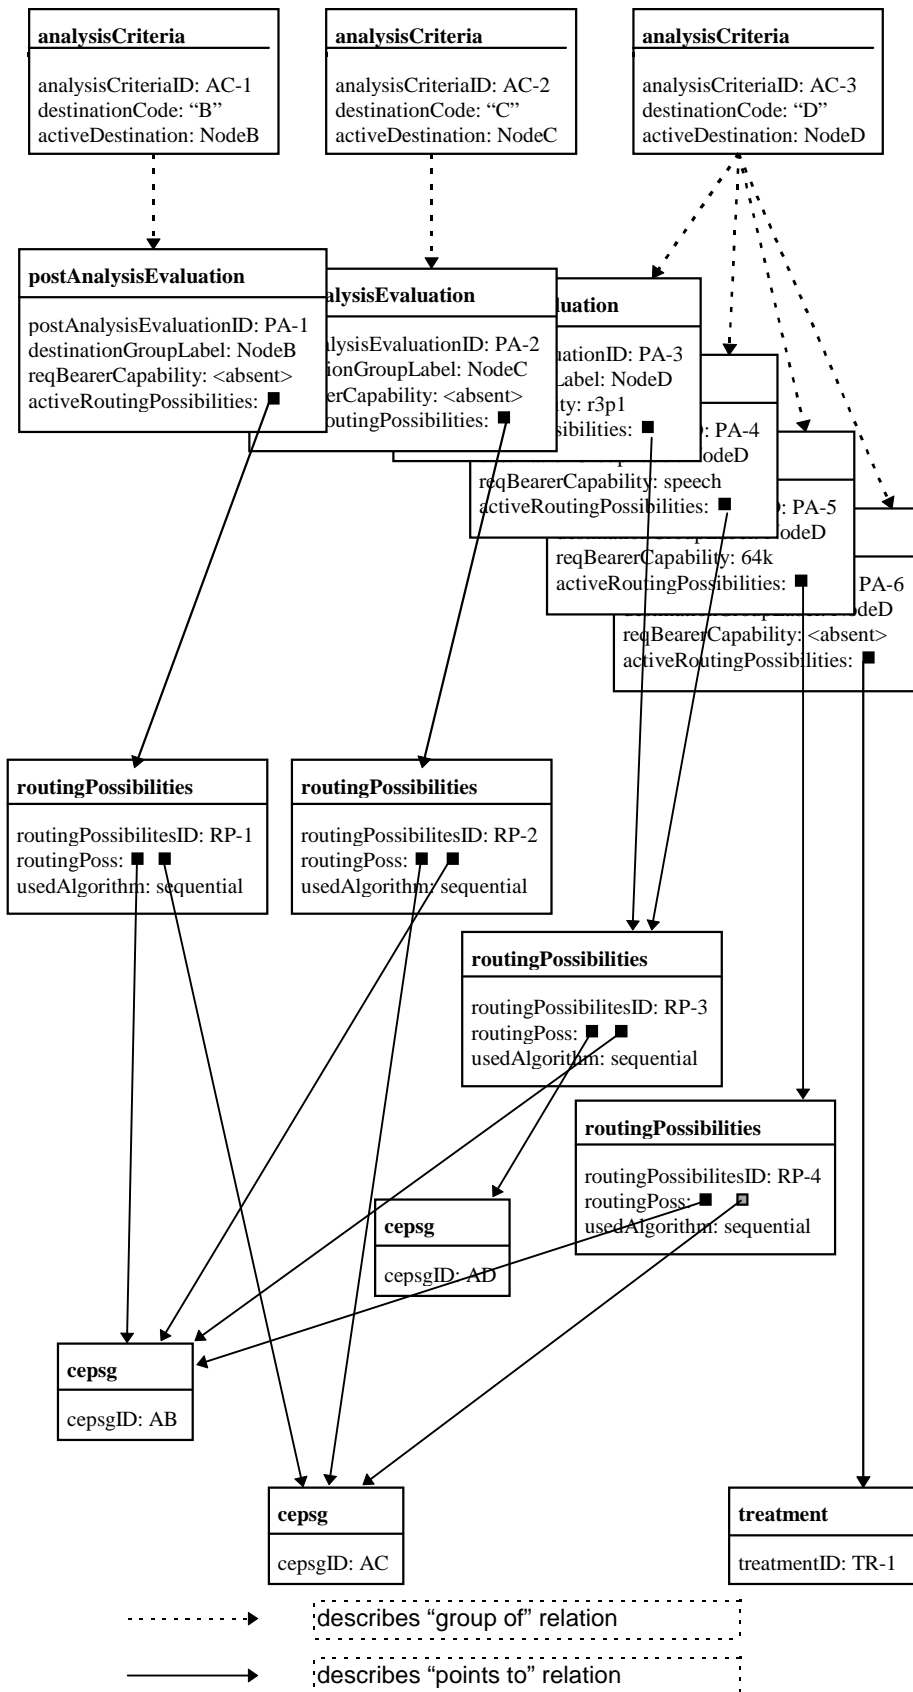 analysisCriteria
analysisCriteriaID: AC-1
destinationCode: “B”
activeDestination: NodeB
analysisCriteria
analysisCriteriaID: AC-2
destinationCode: “C”
activeDestination: NodeC
analysisCriteria
analysisCriteriaID: AC-3
destinationCode: “D”
activeDestination: NodeD
postAnalysisEvaluation
postAnalysisEvaluationID: PA-1
destinationGroupLabel: NodeB
reqBearerCapability: <absent>
activeRoutingPossibilities:
alysisEvaluation
lysisEvaluationID: PA-2
ionGroupLabel: NodeC
erCapability: <absent>
outingPossibilities:
luation
uationID: PA-3
Label: NodeD
ity: r3p1
sibilities:
: PA-4
odeD
reqBearerCapability: speech
activeRoutingPossibilities:
: PA-5
NodeD
reqBearerCapability: 64k
activeRoutingPossibilities:
PA-6
deD
reqBearerCapability: <absent>
activeRoutingPossibilities:
routingPossibilities
routingPossibilitesID: RP-1
routingPoss:
usedAlgorithm: sequential
routingPossibilities
routingPossibilitesID: RP-2
routingPoss:
usedAlgorithm: sequential
routingPossibilities
routingPossibilitesID: RP-3
routingPoss:
usedAlgorithm: sequential
routingPossibilities
routingPossibilitesID: RP-4
routingPoss:
usedAlgorithm: sequential
cepsg
cepsgID: AD
cepsg
cepsgID: AB
cepsg
cepsgID: AC
treatment
treatmentID: TR-1
describes “group of” relation
describes “points to” relation